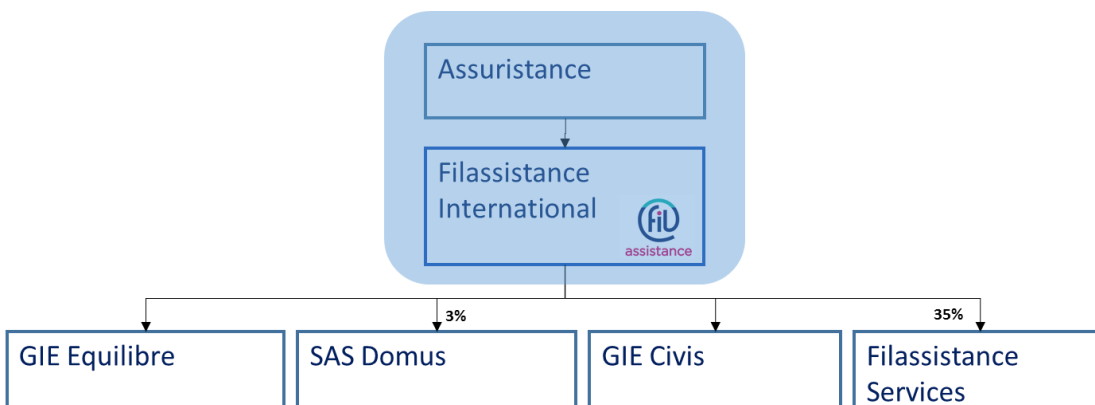 Assuristance
Filassistance
International
fil
assistance
3%
35%
GIE Equilibre
SAS Domus
GIE Civis
Filassistance
Services